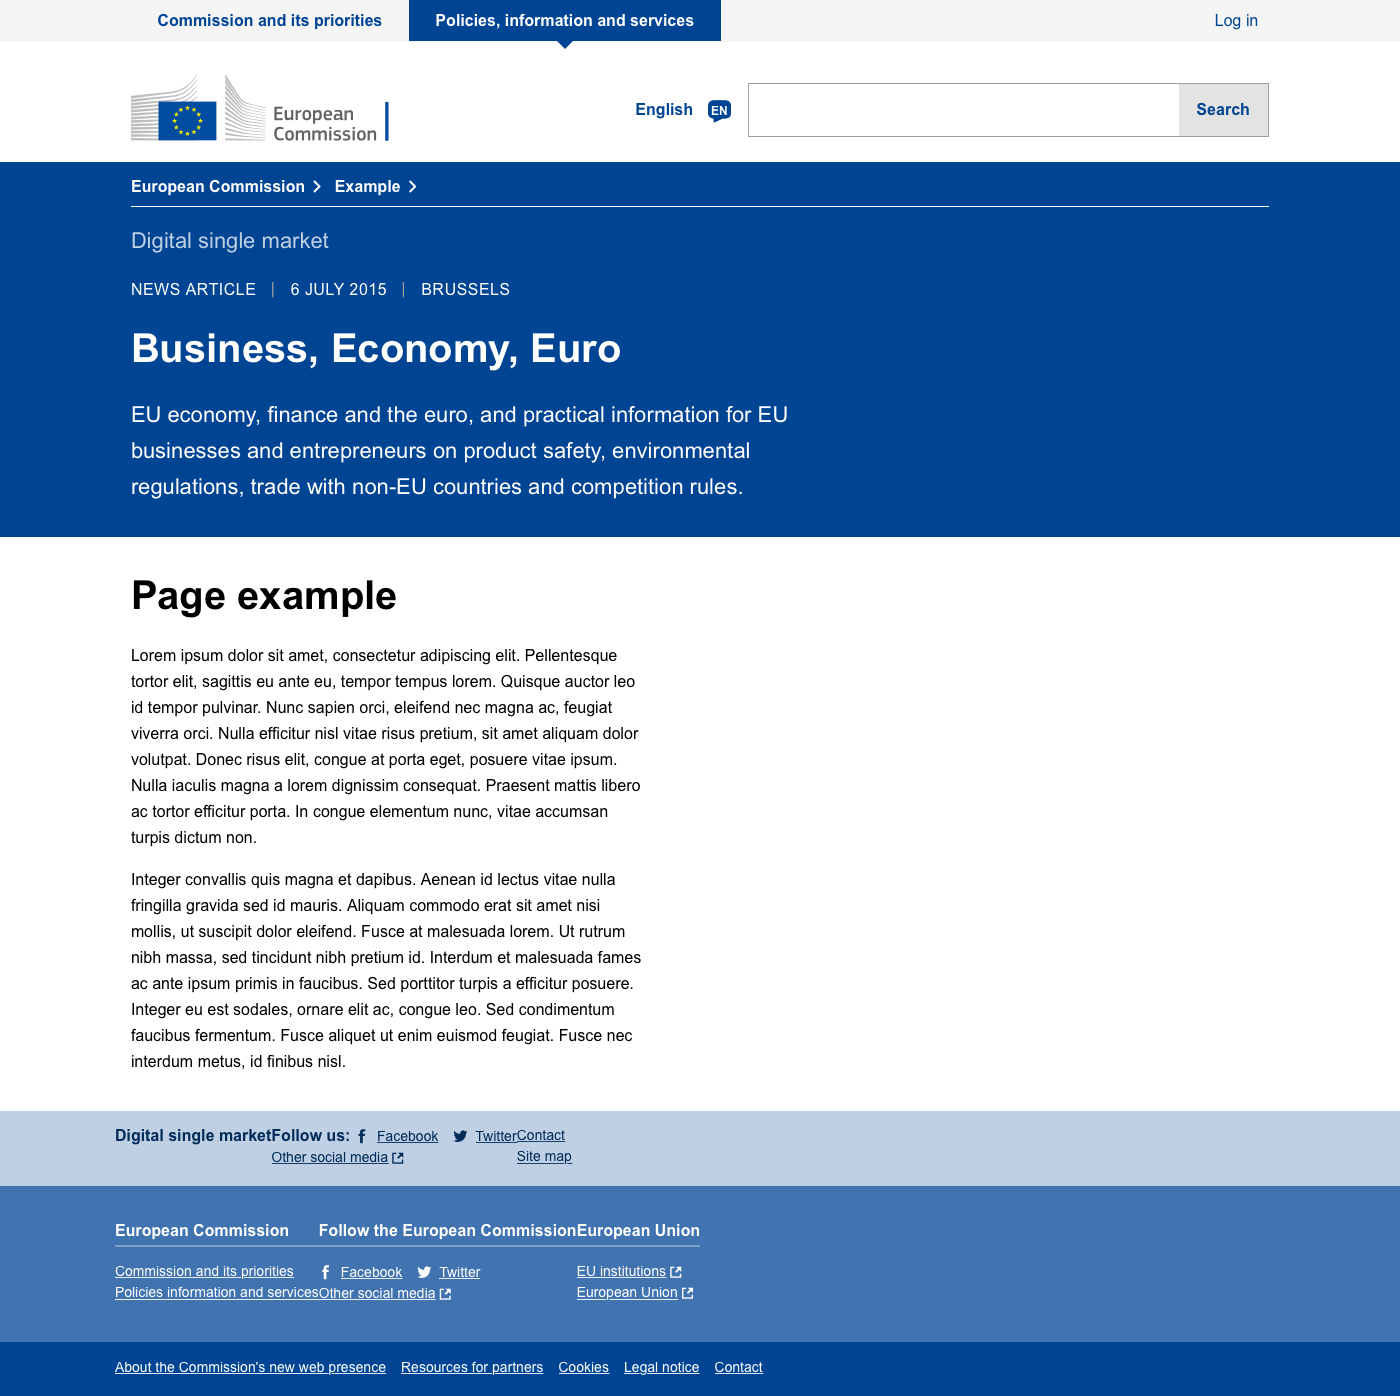 Commission and its priorities Policies, information and services Log in
European
Commission
English EN Search
European Commission Example
Digital single market
NEWS ARTICLE | 6 JULY 2015 | BRUSSELS
Business, Economy, Euro
EU economy, finance and the euro, and practical information for EU
businesses and entrepreneurs on product safety, environmental
regulations, trade with non-EU countries and competition rules.
Page example
Lorem ipsum dolor sit amet, consectetur adipiscing elit. Pellentesque
tortor elit, sagittis eu ante eu, tempor tempus lorem. Quisque auctor leo
id tempor pulvinar. Nunc sapien orci, eleifend nec magna ac, feugiat
viverra orci. Nulla efficitur nisl vitae risus pretium, sit amet aliquam dolor
volutpat. Donec risus elit, congue at porta eget, posuere vitae ipsum.
Nulla iaculis magna a lorem dignissim consequat. Praesent mattis libero
ac tortor efficitur porta. In congue elementum nunc, vitae accumsan
turpis dictum non.
Integer convallis quis magna et dapibus. Aenean id lectus vitae nulla
fringilla gravida sed id mauris. Aliquam commodo erat sit amet nisi
mollis, ut suscipit dolor eleifend. Fusce at malesuada lorem. Ut rutrum
nibh massa, sed tincidunt nibh pretium id. Interdum et malesuada fames
ac ante ipsum primis in faucibus. Sed porttitor turpis a efficitur posuere.
Integer eu est sodales, ornare elit ac, congue leo. Sed condimentum
faucibus fermentum. Fusce aliquet ut enim euismod feugiat. Fusce nec
interdum metus, id finibus nisl.
Digital single marketFollow us: Facebook TwitterContact
Other social media Site map
European Commission Follow the European CommissionEuropean Union
Commission and its priorities Facebook Twitter EU institutions
Policies information and servicesOther social media European Union
About the Commission's new web presence Resources for partners Cookies Legal notice Contact